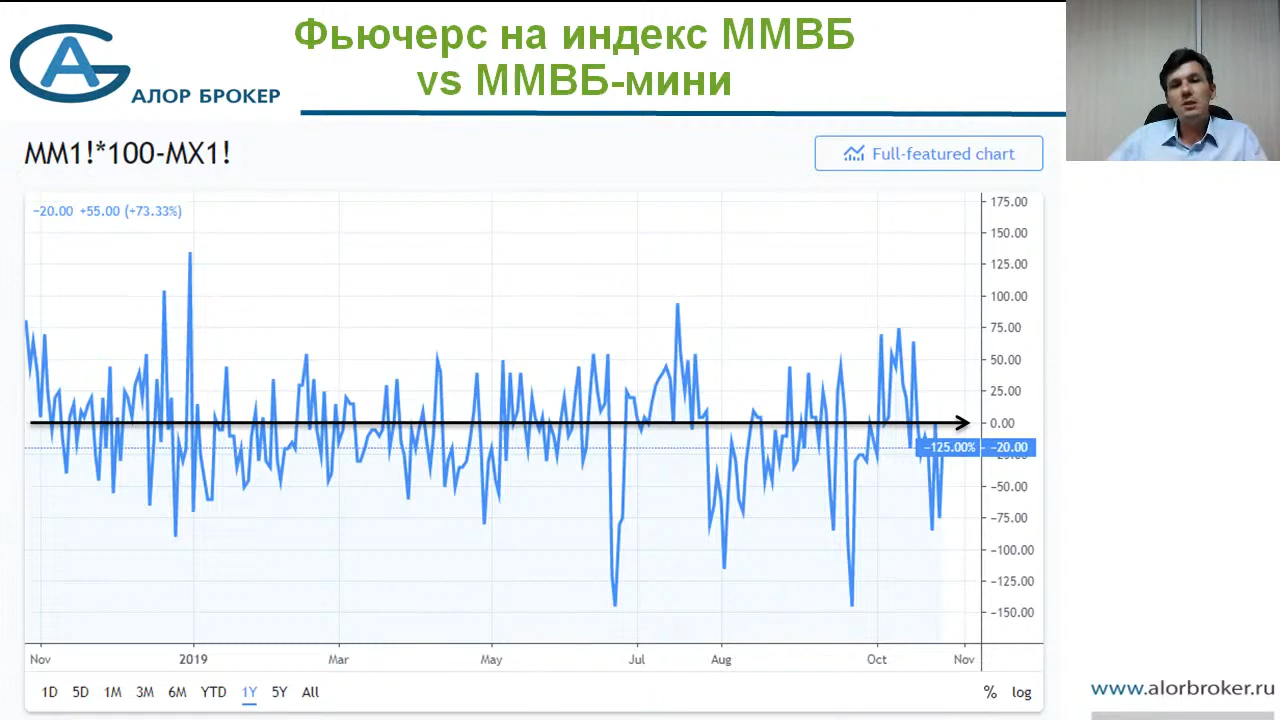 Фьючерс на индекс ММВБ
vs ММВБ-мини
АЛОР БРОКЕР
MM1!*100-MX1!
Full-featured chart
−20.00 +55.00 (+73.33%)
175.00
150.00
125.00
100.00
75.00
50.00
25.00
0.00
−125.00% −20.00
−25.00
−50.00
−75.00
−100.00
−125.00
−150.00
Nov 2019 Mar May Jul Aug Oct Nov
1D 5D 1M 3M 6M YTD 1Y 5Y All % log
www.alorbroker.ru